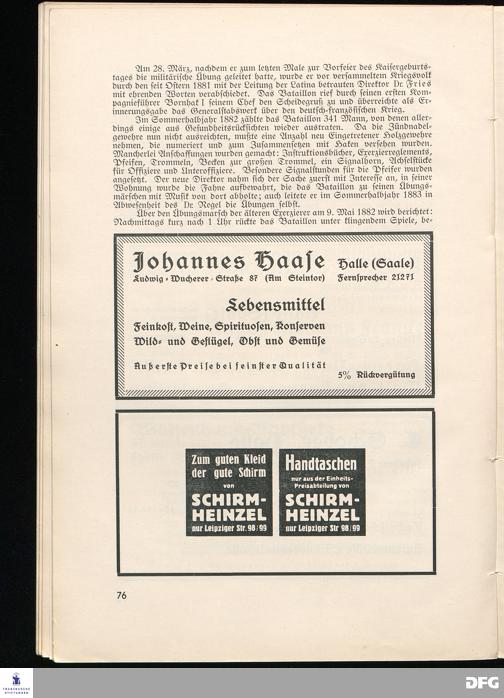 Am 28. März, nachdem er zum letzten Male zur Vorfeier des Kaisergeburts-
tages die militärische Übung geleitet hatte, wurde er vor versammeltem Kriegsvolk
durch den seit Ostern 1881 mit der Leitung der Latina betrauten Direktor Dr. Fries
mit ehrenden Worten verabschiedet. Das Bataillon rief durch seinen ersten Kom-
pagnieführer Bornhak I seinem Chef den Scheidegruß zu und überreichte als Er-
innerungsgabe das Generalstabswerk über den deutsch-französischen Krieg.
Im Sommerhalbjahr 1882 zählte das Bataillon 341 Mann, von denen aller-
dings einige aus Gesundheitsrücksichten wieder austraten. Da die Zündnadel-
gewehre nun nicht ausreichten, mußte eine Anzahl neu Eingetretener Holzgewehre
nehmen, die numeriert und zum Zusammensetzen mit Haken versehen wurden.
Mancherlei Anschaffungen wurden gemacht: Instruktionsbücher, Exerzierreglements,
Pfeifen, Trommeln, Becken zur großen Trommel, ein Signalhorn, Achselstücke
für Offiziere und Unteroffiziere. Besondere Signalstunden für die Pfeifer wurden
angesetzt. Der neue Direktor nahm sich der Sache zuerst mit Interesse an, in seiner
Wohnung wurde die Fahne aufbewahrt, die das Bataillon zu seinen Übungs-
märschen mit Musik von dort abholte; auch leitete er im Sommerhalbjahr 1883 in
Abwesenheit des Dr. Regel die Übungen selbst.
Über den Übungsmarsch der älteren Exerzierer am 9. Mai 1882 wird berichtet:
Nachmittags kurz nach 1 Uhr rückte das Bataillon unter klingendem Spiele, be-
Johannes Haase Halle (Saale)
Ludwig-Wucherer-Straße 87 (Am Steintor) Fernsprecher 21271
Lebensmittel
Feinkost, Weine, Spirituosen, Konserven
Wild- und Geflügel, Obst und Gemüse
Äußerste Preise bei feinster Qualität
5% Rückvergütung
Zum guten Kleid
der gute Schirm
von
SCHIRM-
HEINZEL
nur Leipziger Str. 98/99
Handtaschen
nur aus der Einheits-
Preisabteilung von
SCHIRM-
HEINZEL
nur Leipziger Str. 98/99
76
FRANCKESCHE
STIFTUNGEN
DFG